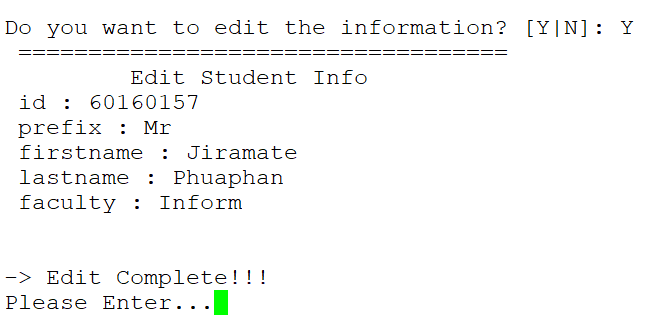 Do you want to edit the information? [Y|N]: Y
===================================
Edit Student Info
id : 60160157
prefix : Mr
firstname : Jiramate
lastname : Phuaphan
faculty : Inform
-> Edit Complete!!!
Please Enter...